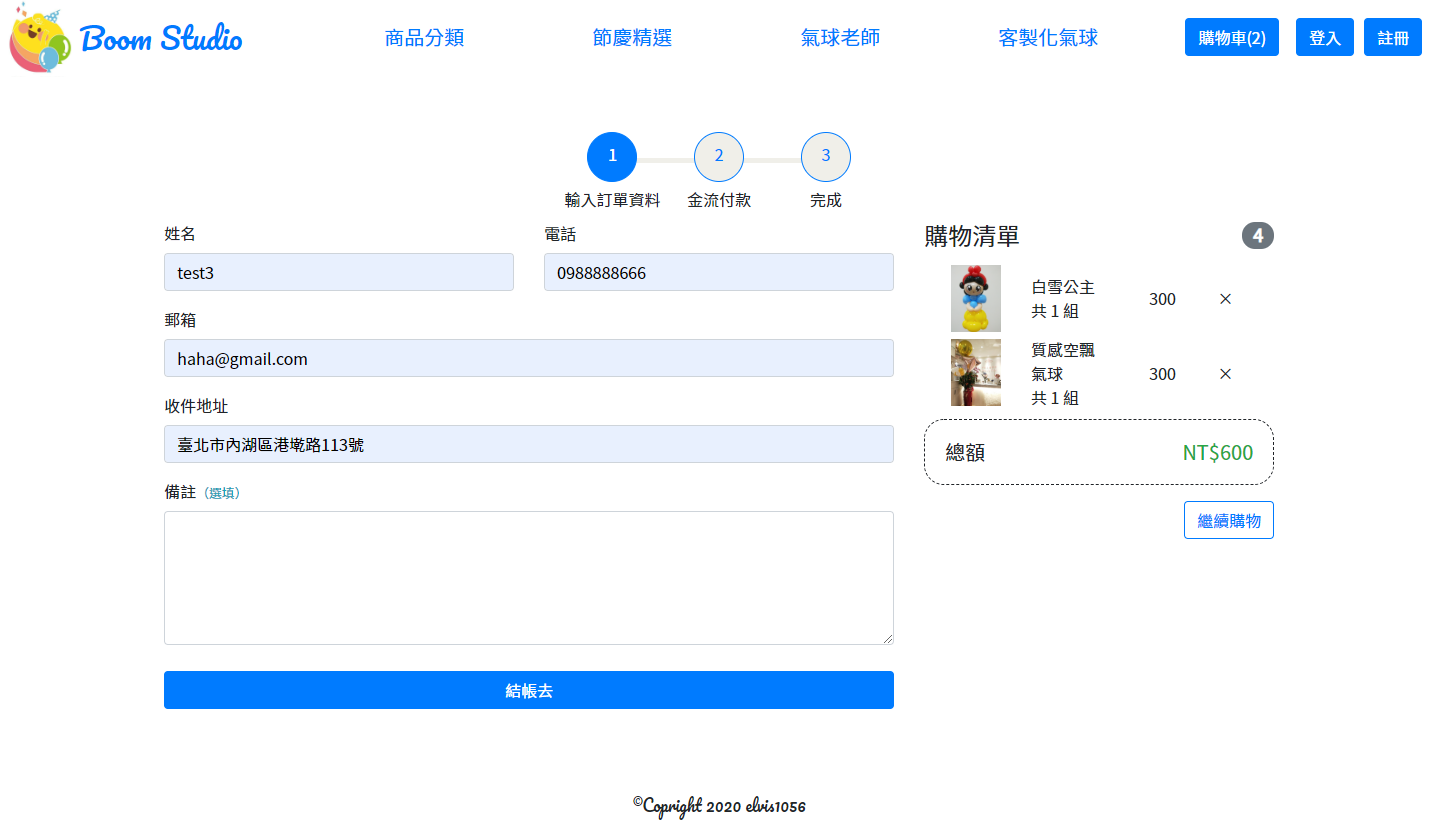 Boom Studio
商品分類
節慶精選
氣球老師
客製化氣球
購物車(2)
登入
註冊
1
2
3
輸入訂單資料
金流付款
完成
姓名
電話
test3
0988888666
郵箱
haha@gmail.com
收件地址
臺北市內湖區港墘路113號
備註（選填）
結帳去
購物清單
4
白雪公主
共 1 組
300
×
質感空飄
氣球
共 1 組
300
×
總額
NT$600
繼續購物
©Copright 2020 elvis1056